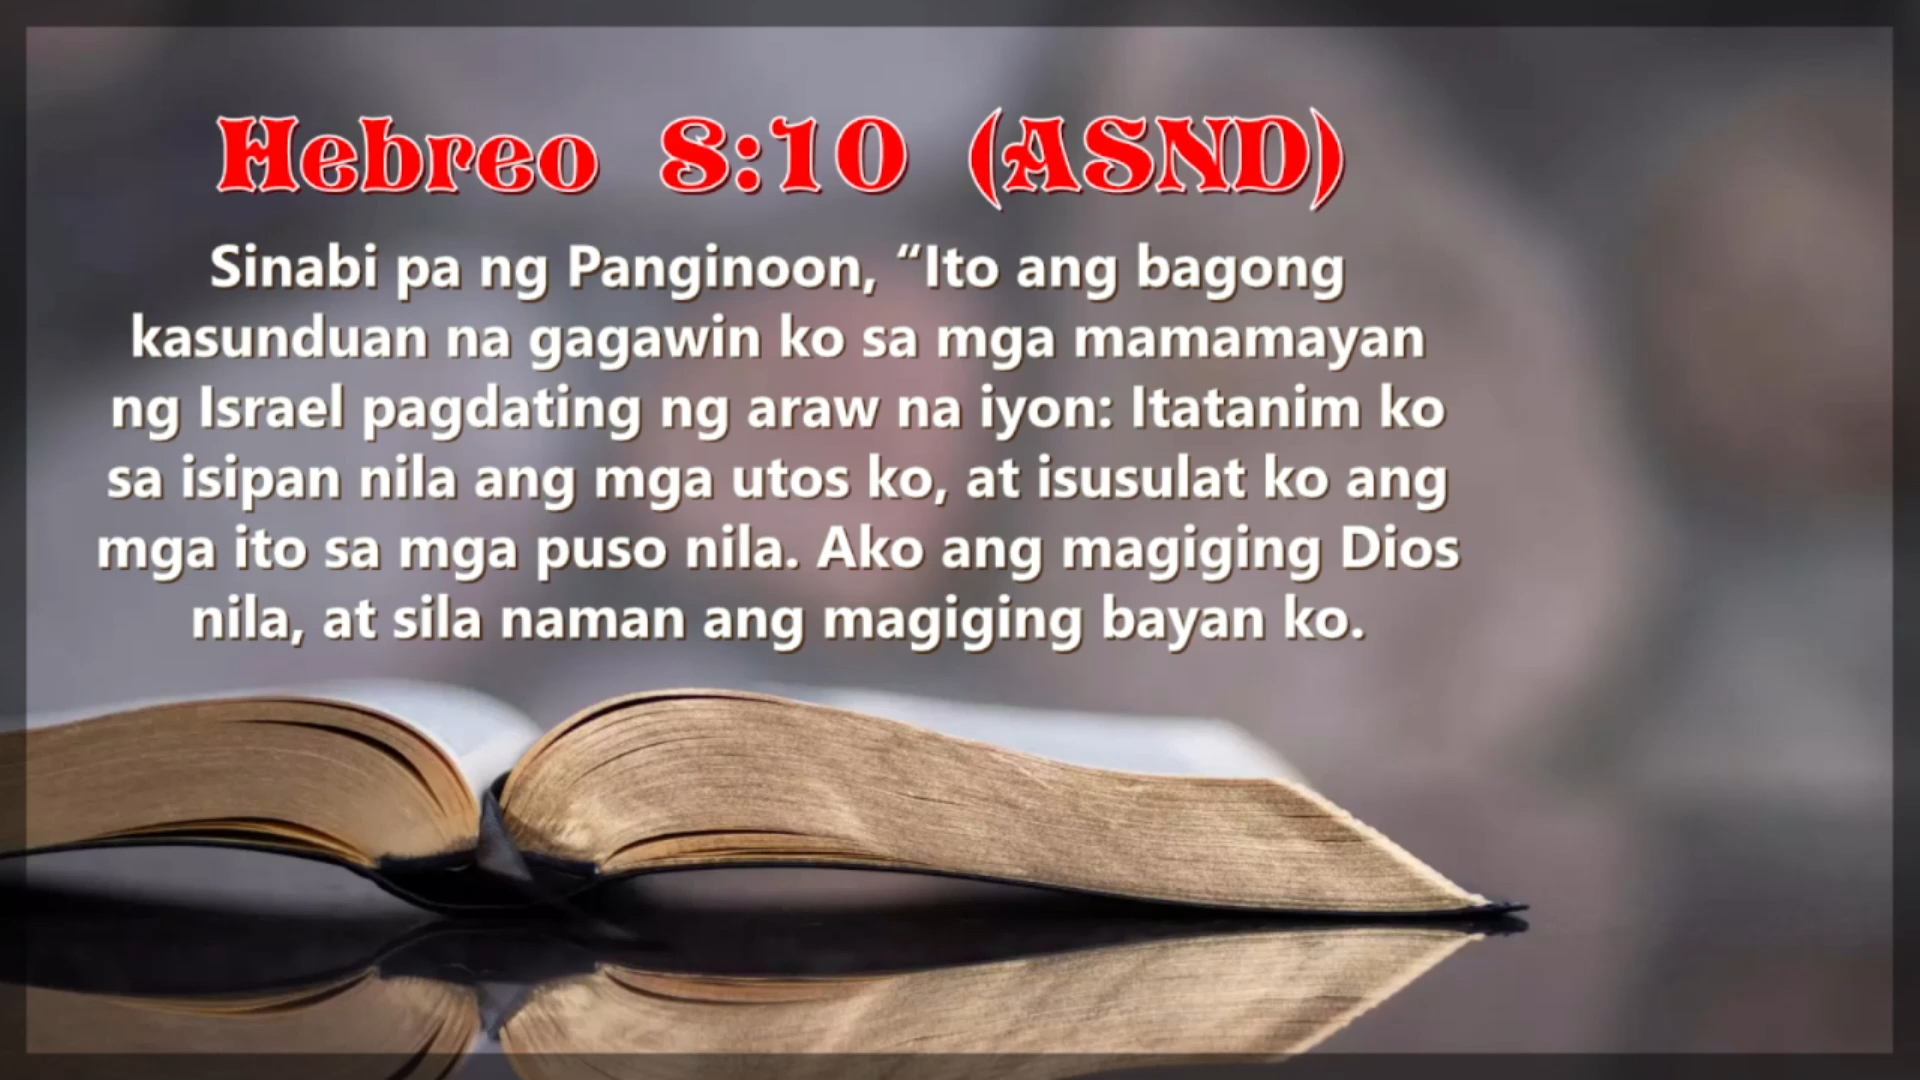 Hebreo 8:10 (ASND)
Sinabi pa ng Panginoon, “Ito ang bagong
kasunduan na gagawin ko sa mga mamamayan
ng Israel pagdating ng araw na iyon: Itatanim ko
sa isipan nila ang mga utos ko, at isusulat ko ang
mga ito sa mga puso nila. Ako ang magiging Dios
nila, at sila naman ang magiging bayan ko.